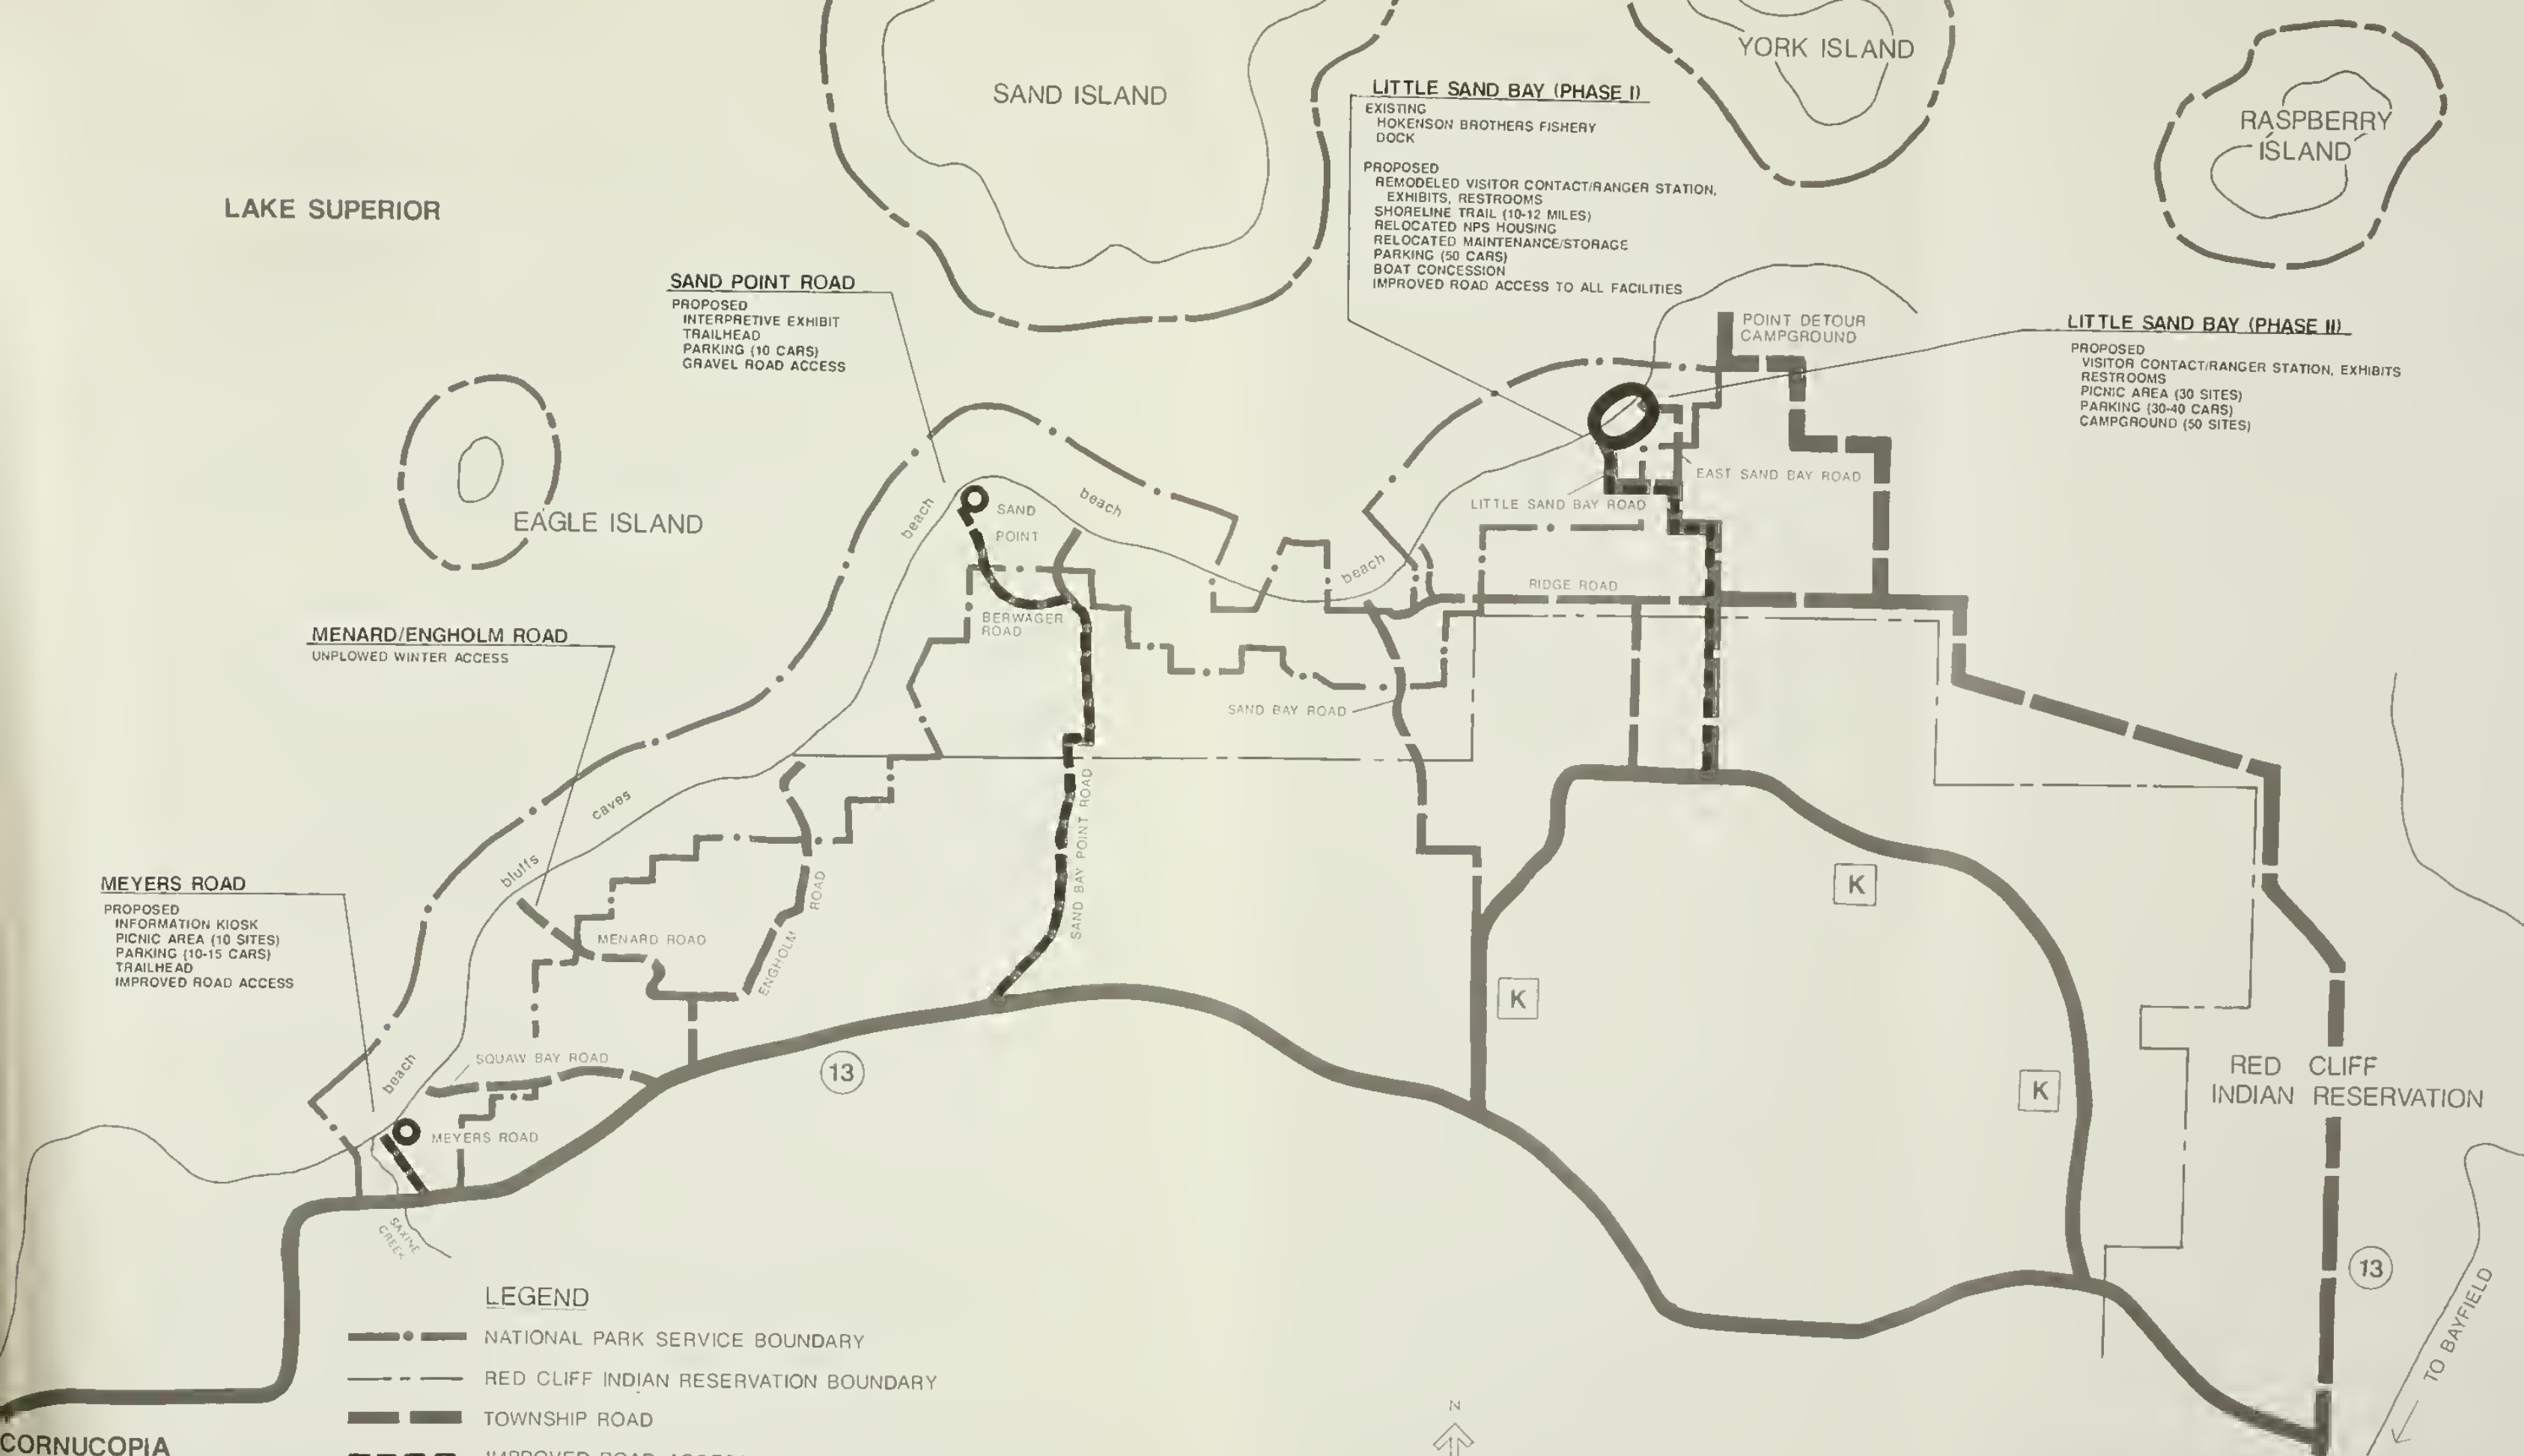 YORK ISLAND
SAND ISLAND
RASPBERRY
ISLAND
LAKE SUPERIOR
LITTLE SAND BAY (PHASE I)
EXISTING
HOKENSON BROTHERS FISHERY
DOCK
PROPOSED
REMODELED VISITOR CONTACT/RANGER STATION,
EXHIBITS, RESTROOMS
SHORELINE TRAIL (10-12 MILES)
RELOCATED NPS HOUSING
RELOCATED MAINTENANCE/STORAGE
PARKING (50 CARS)
BOAT CONCESSION
IMPROVED ROAD ACCESS TO ALL FACILITIES
SAND POINT ROAD
PROPOSED
INTERPRETIVE EXHIBIT
TRAILHEAD
PARKING (10 CARS)
GRAVEL ROAD ACCESS
POINT DETOUR
CAMPGROUND
LITTLE SAND BAY (PHASE II)
PROPOSED
VISITOR CONTACT/RANGER STATION, EXHIBITS
RESTROOMS
PICNIC AREA (30 SITES)
PARKING (30-40 CARS)
CAMPGROUND (50 SITES)
EAGLE ISLAND
beach
beach
SAND
POINT
EAST SAND BAY ROAD
LITTLE SAND BAY ROAD
beach
RIDGE ROAD
BERWAGER
ROAD
MENARD/ENGHOLM ROAD
UNPLOWED WINTER ACCESS
SAND BAY ROAD
SAND BAY POINT ROAD
caves
bluffs
MEYERS ROAD
PROPOSED
INFORMATION KIOSK
PICNIC AREA (10 SITES)
PARKING (10-15 CARS)
TRAILHEAD
IMPROVED ROAD ACCESS
MENARD ROAD
ENGHOLM ROAD
K
K
K
SQUAW BAY ROAD
beach
13
MEYERS ROAD
RED CLIFF
INDIAN RESERVATION
SAXINE
CREEK
13
TO BAYFIELD
LEGEND
NATIONAL PARK SERVICE BOUNDARY
RED CLIFF INDIAN RESERVATION BOUNDARY
TOWNSHIP ROAD
N
CORNUCOPIA